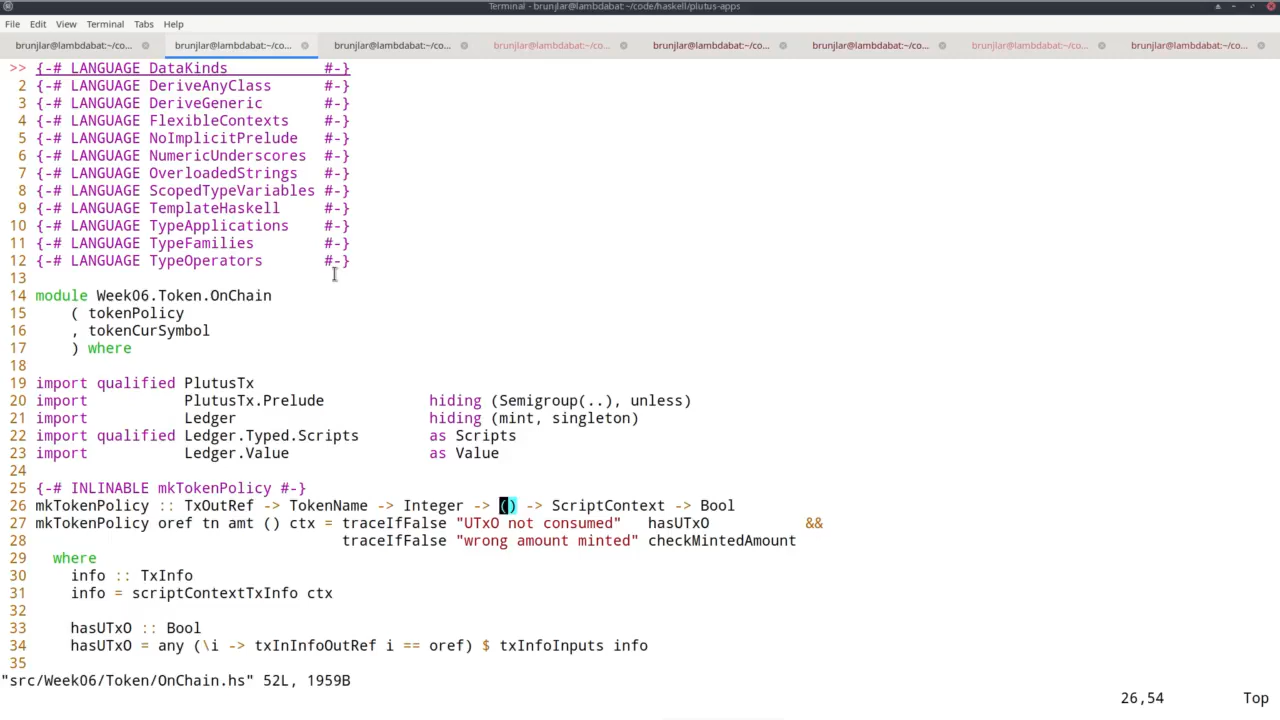 Terminal - brunjlar@lambdabat:~/code/haskell/plutus-apps
File Edit View Terminal Tabs Help
brunjlar@lambdabat:~/co... brunjlar@lambdabat:~/co... brunjlar@lambdabat:~/co... brunjlar@lambdabat:~/co... brunjlar@lambdabat:~/co... brunjlar@lambdabat:~/co... brunjlar@lambdabat:~/co... brunjlar@lambdabat:~/co...
>> {-# LANGUAGE DataKinds           #-}
2 {-# LANGUAGE DeriveAnyClass      #-}
3 {-# LANGUAGE DeriveGeneric       #-}
4 {-# LANGUAGE FlexibleContexts    #-}
5 {-# LANGUAGE NoImplicitPrelude   #-}
6 {-# LANGUAGE NumericUnderscores  #-}
7 {-# LANGUAGE OverloadedStrings   #-}
8 {-# LANGUAGE ScopedTypeVariables #-}
9 {-# LANGUAGE TemplateHaskell     #-}
10 {-# LANGUAGE TypeApplications    #-}
11 {-# LANGUAGE TypeFamilies        #-}
12 {-# LANGUAGE TypeOperators       #-}
13
14 module Week06.Token.OnChain
15     ( tokenPolicy
16     , tokenCurSymbol
17     ) where
18
19 import qualified PlutusTx
20 import           PlutusTx.Prelude            hiding (Semigroup(..), unless)
21 import           Ledger                      hiding (mint, singleton)
22 import qualified Ledger.Typed.Scripts        as Scripts
23 import           Ledger.Value                as Value
24
25 {-# INLINABLE mkTokenPolicy #-}
26 mkTokenPolicy :: TxOutRef -> TokenName -> Integer -> () -> ScriptContext -> Bool
27 mkTokenPolicy oref tn amt () ctx = traceIfFalse "UTxO not consumed"   hasUTxO           &&
28                                    traceIfFalse "wrong amount minted" checkMintedAmount
29   where
30     info :: TxInfo
31     info = scriptContextTxInfo ctx
32
33     hasUTxO :: Bool
34     hasUTxO = any (\i -> txInInfoOutRef i == oref) $ txInfoInputs info
35
"src/Week06/Token/OnChain.hs" 52L, 1959B
26,54 Top